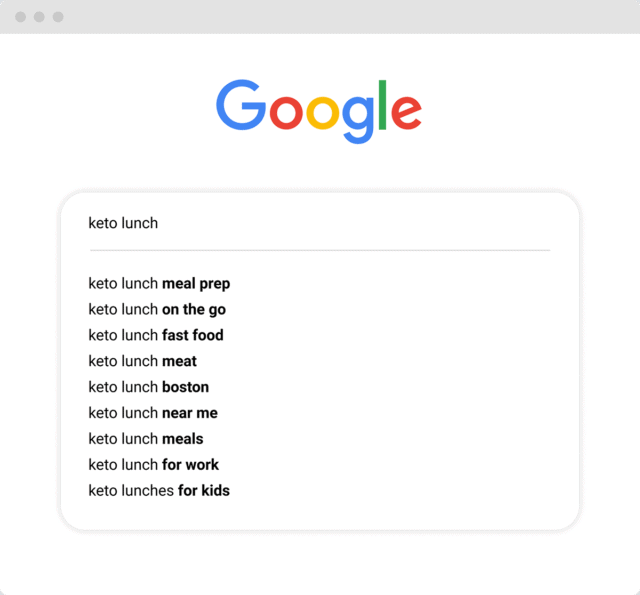 Google
keto lunch
keto lunch meal prep
keto lunch on the go
keto lunch fast food
keto lunch meat
keto lunch boston
keto lunch near me
keto lunch meals
keto lunch for work
keto lunches for kids